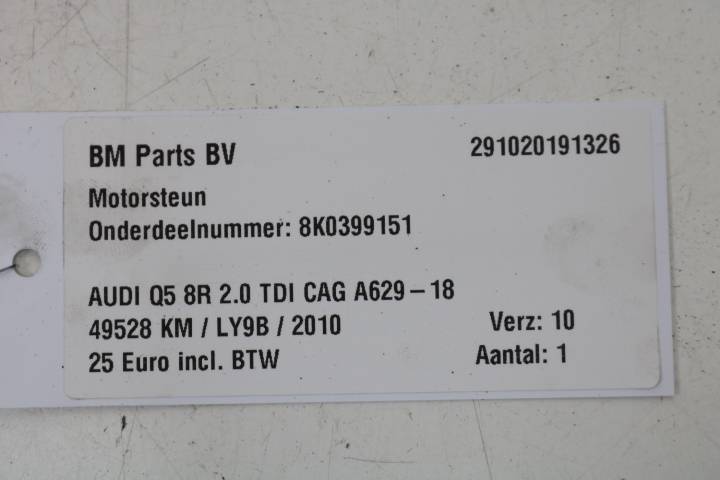 BM Parts BV 291020191326
Motorsteun
Onderdeelnummer: 8K0399151
AUDI Q5 8R 2.0 TDI CAG A629-18
49528 KM / LY9B / 2010 Verz: 10
25 Euro incl. BTW Aantal: 1